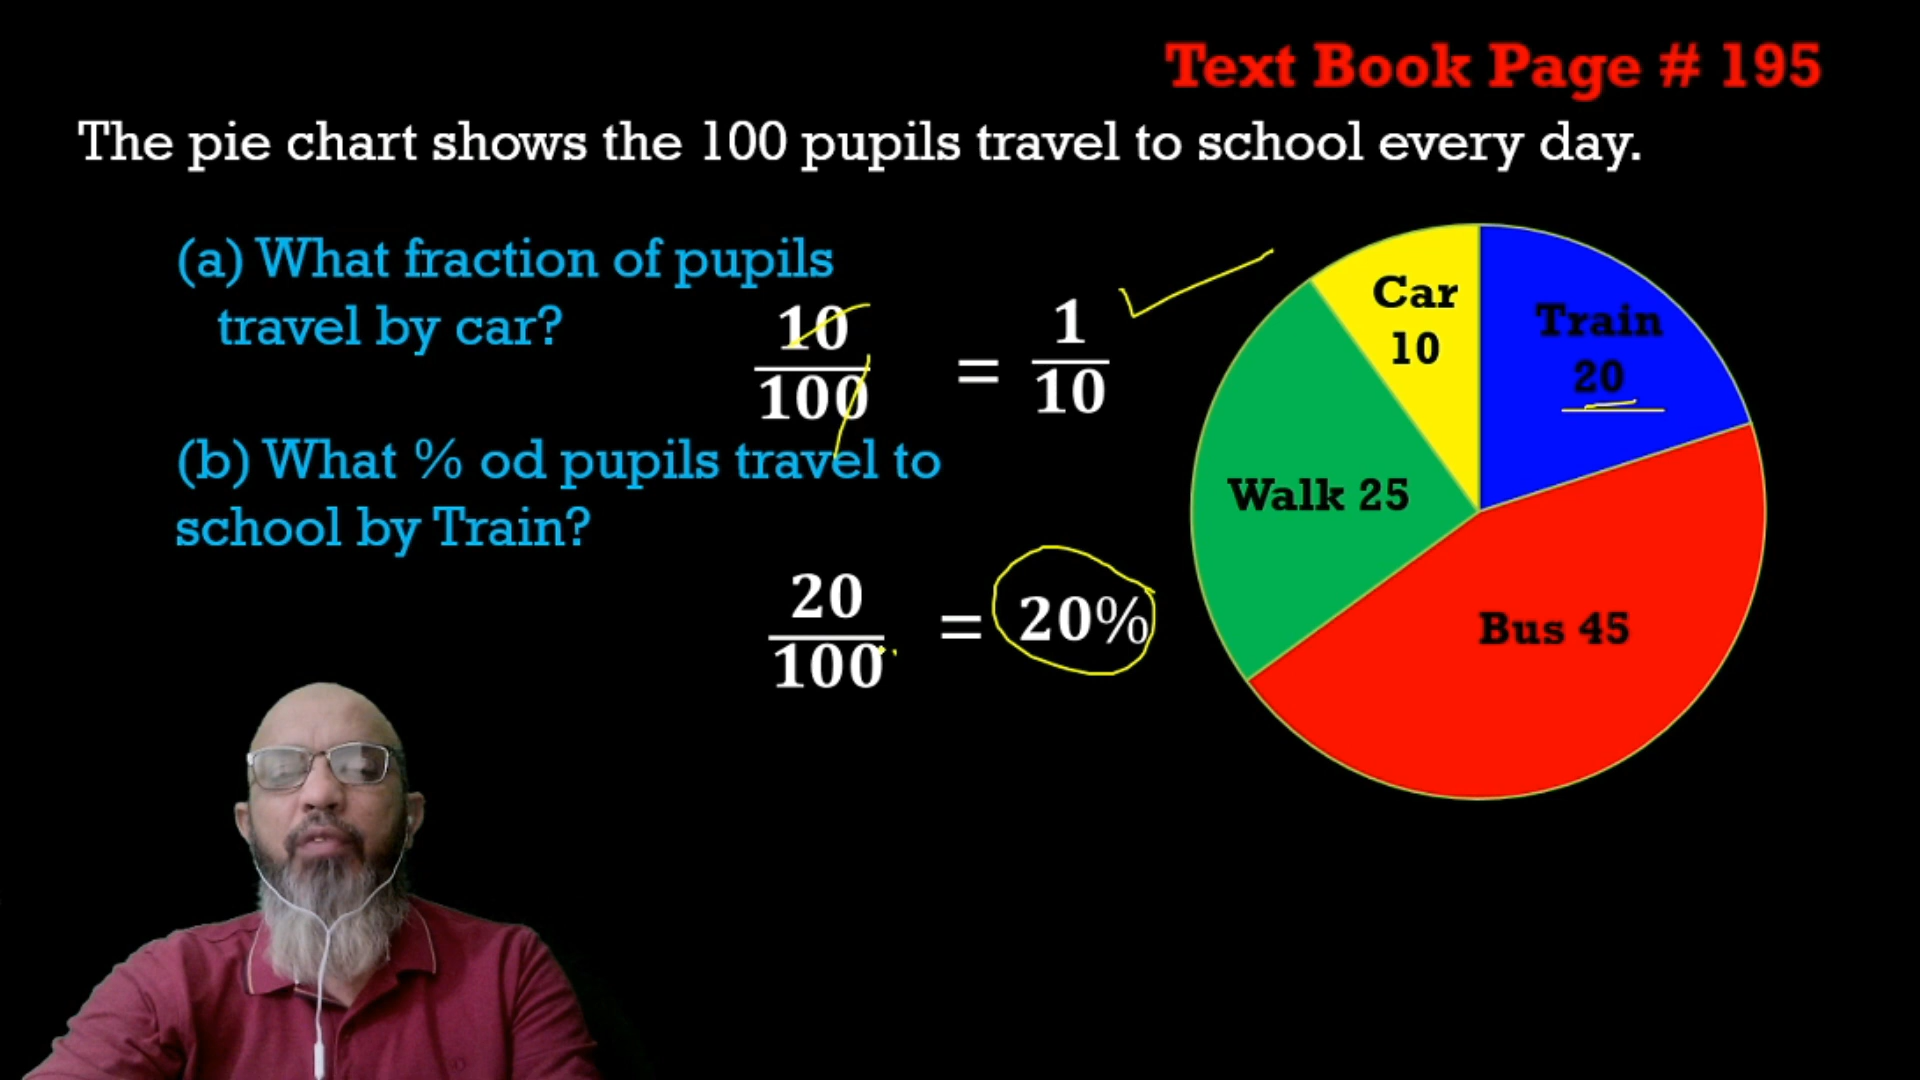 Text Book Page # 195
The pie chart shows the 100 pupils travel to school every day.
(a) What fraction of pupils
travel by car?
10
100
=
1
10
(b) What % od pupils travel to
school by Train?
20
100
= 20%
Car
10
Train
20
Walk 25
Bus 45